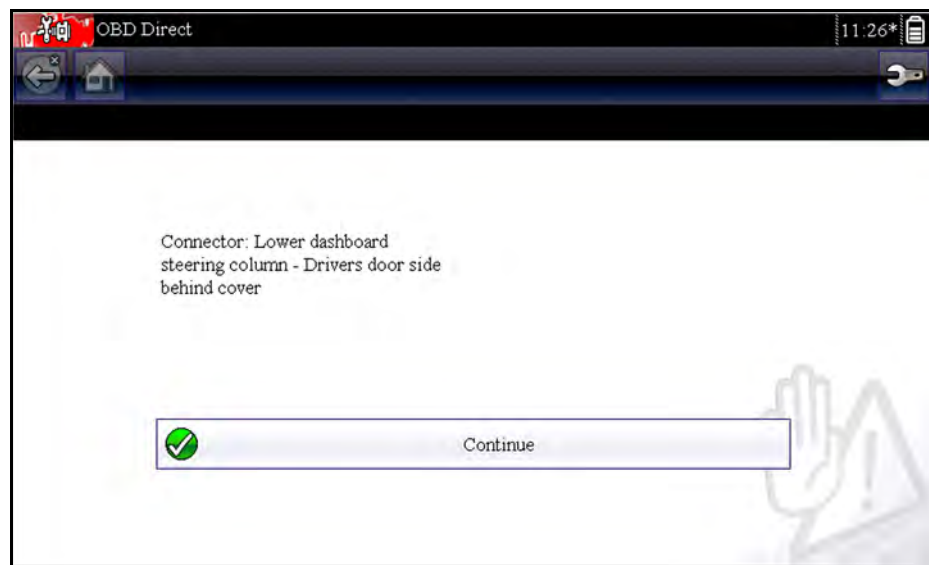 OBD Direct
11:26*
Connector: Lower dashboard
steering column - Drivers door side
behind cover
Continue